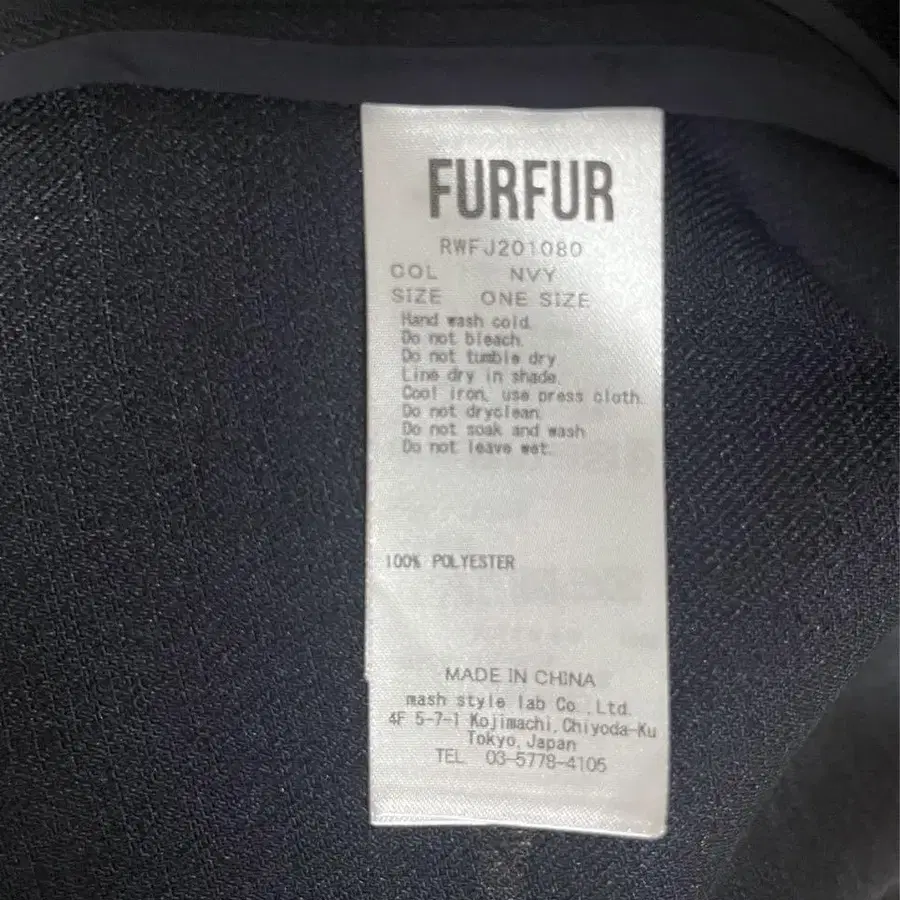 FURFUR
RWFJ201080
COL NVY
SIZE ONE SIZE
Hand wash cold.
Do not bleach.
Do not tumble dry
Line dry in shade.
Cool iron, use press cloth.
Do not dryclean.
Do not soak and wash
Do not leave wet.
100% POLYESTER
MADE IN CHINA
mash style lab Co.,Ltd.
4F 5-7-1 Kojimachi,Chiyoda-Ku
Tokyo,Japan
TEL 03-5778-4105